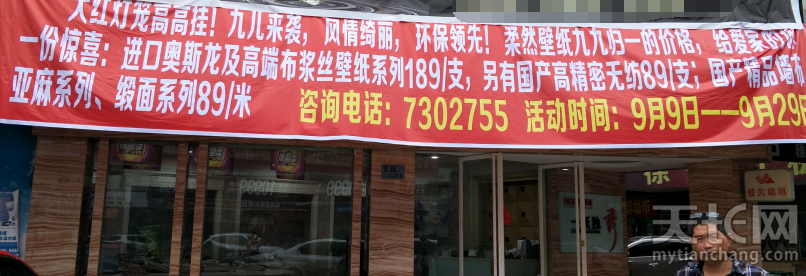 大红灯笼高高挂！九儿来袭，风情绮丽，环保领先！柔然壁纸九九归一的价格，给爱家的
一份惊喜：进口奥斯龙及高端布浆丝壁纸系列189/支，另有国产高精密无纺89/支；国产精品墙
亚麻系列、缎面系列89/米 咨询电话：7302755 活动时间：9月9日——9月29
天长网
mytianchang.com